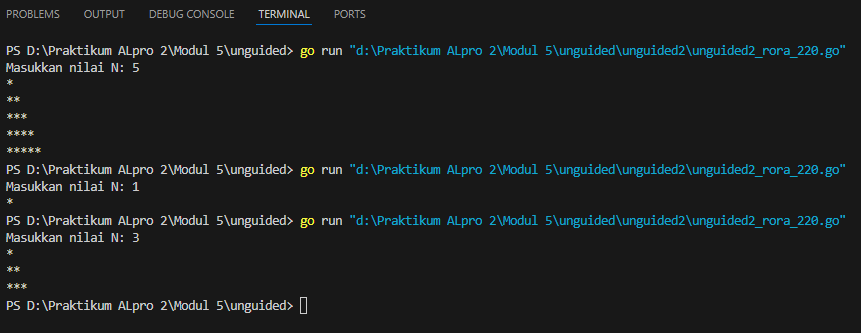 PROBLEMS OUTPUT DEBUG CONSOLE TERMINAL PORTS
PS D:\Praktikum ALpro 2\Modul 5\unguided> go run "d:\Praktikum ALpro 2\Modul 5\unguided\unguided2\unguided2_rora_220.go"
Masukkan nilai N: 5
*
**
***
****
*****
PS D:\Praktikum ALpro 2\Modul 5\unguided> go run "d:\Praktikum ALpro 2\Modul 5\unguided\unguided2\unguided2_rora_220.go"
Masukkan nilai N: 1
*
PS D:\Praktikum ALpro 2\Modul 5\unguided> go run "d:\Praktikum ALpro 2\Modul 5\unguided\unguided2\unguided2_rora_220.go"
Masukkan nilai N: 3
*
**
***
PS D:\Praktikum ALpro 2\Modul 5\unguided>